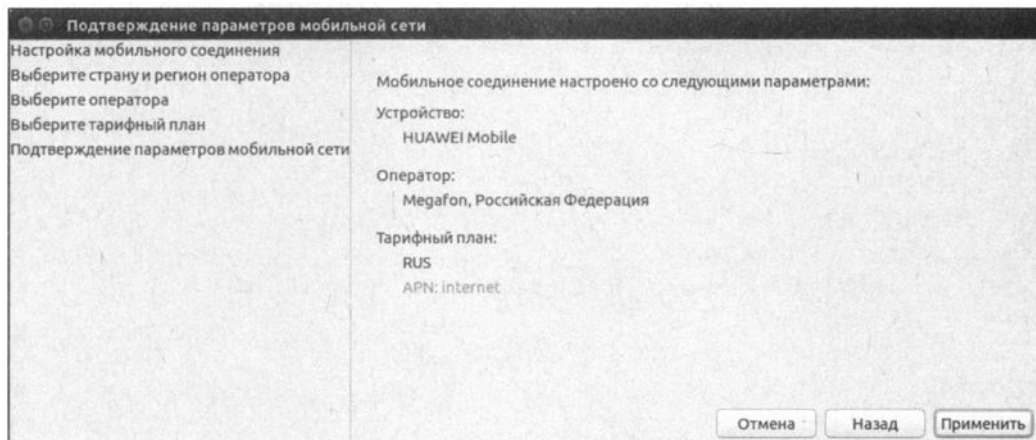 Подтверждение параметров мобильной сети
Настройка мобильного соединения
Выберите страну и регион оператора
Выберите оператора
Выберите тарифный план
Подтверждение параметров мобильной сети
Мобильное соединение настроено со следующими параметрами:
Устройство:
HUAWEI Mobile
Оператор:
Megafon, Российская Федерация
Тарифный план:
RUS
APN: internet
Отмена
Назад
Применить